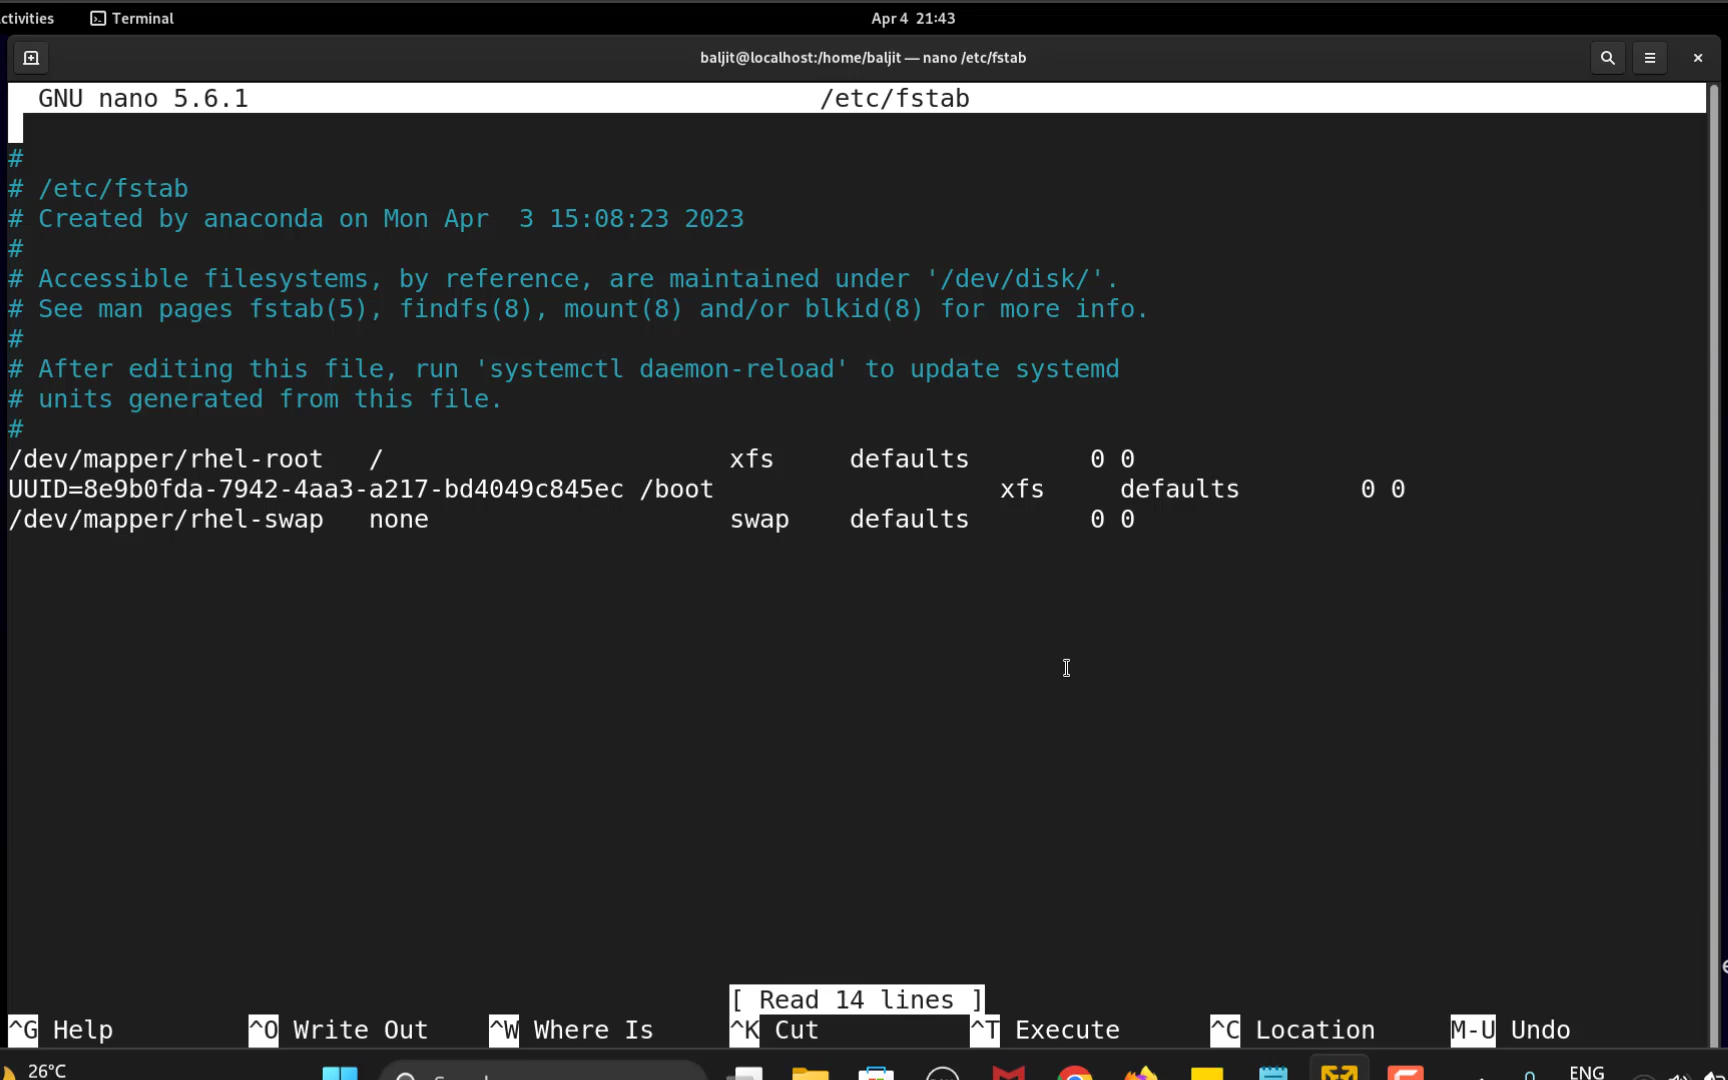 ctivities Terminal Apr 4 21:43
baljit@localhost:/home/baljit — nano /etc/fstab
GNU nano 5.6.1 /etc/fstab
#
# /etc/fstab
# Created by anaconda on Mon Apr  3 15:08:23 2023
#
# Accessible filesystems, by reference, are maintained under '/dev/disk/'.
# See man pages fstab(5), findfs(8), mount(8) and/or blkid(8) for more info.
#
# After editing this file, run 'systemctl daemon-reload' to update systemd
# units generated from this file.
#
/dev/mapper/rhel-root   /                       xfs     defaults        0 0
UUID=8e9b0fda-7942-4aa3-a217-bd4049c845ec /boot                   xfs     defaults        0 0
/dev/mapper/rhel-swap   none                    swap    defaults        0 0
[ Read 14 lines ]
^G Help ^O Write Out ^W Where Is ^K Cut ^T Execute ^C Location M-U Undo
26°C ENG